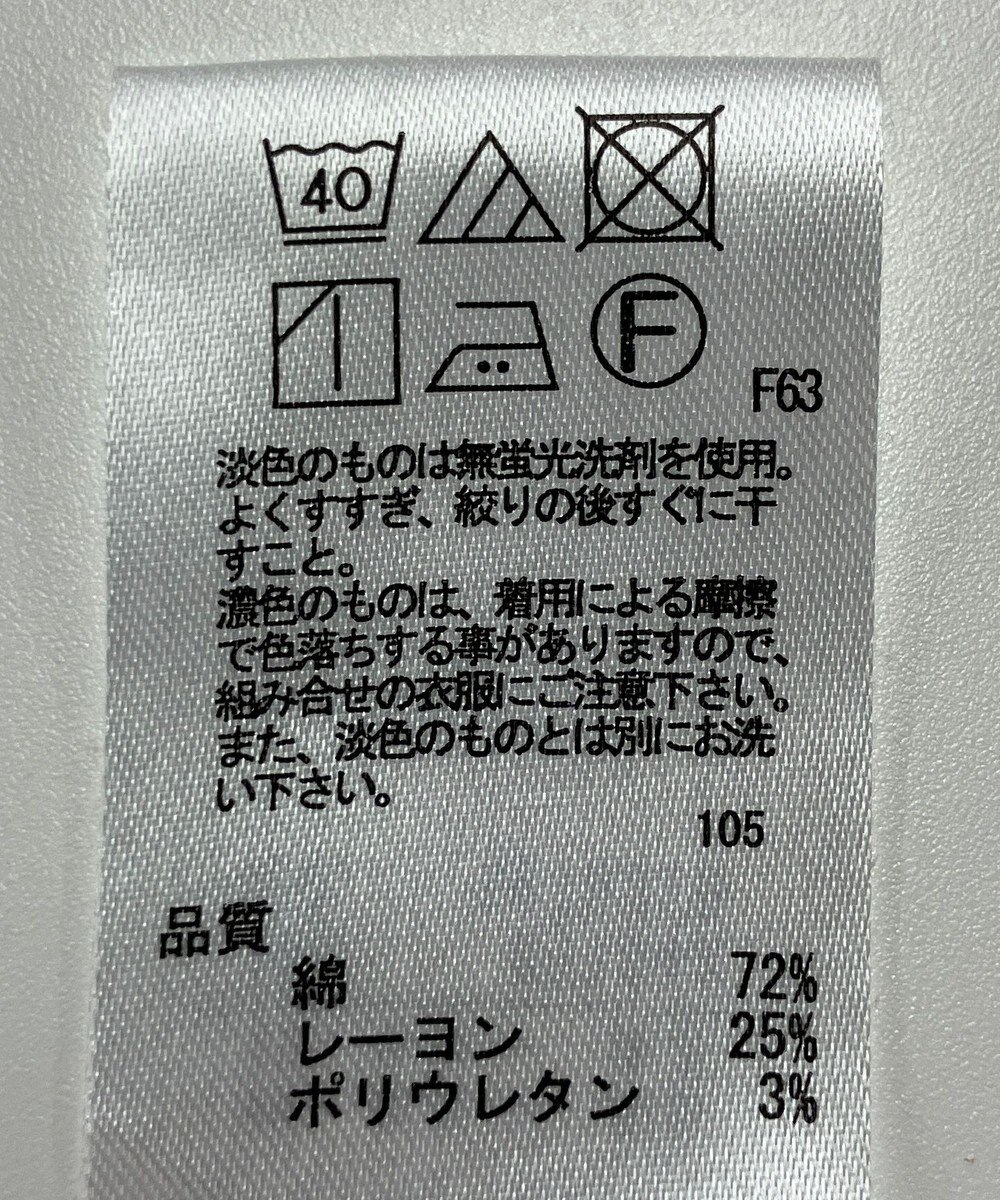 40
F
F63
淡色のものは無蛍光洗剤を使用。
よくすすぎ、絞りの後すぐに干
すこと。
濃色のものは、着用による摩擦
で色落ちする事がありますので、
組み合せの衣服にご注意下さい。
また、淡色のものとは別にお洗
い下さい。
105
品質
綿 72%
レーヨン 25%
ポリウレタン 3%